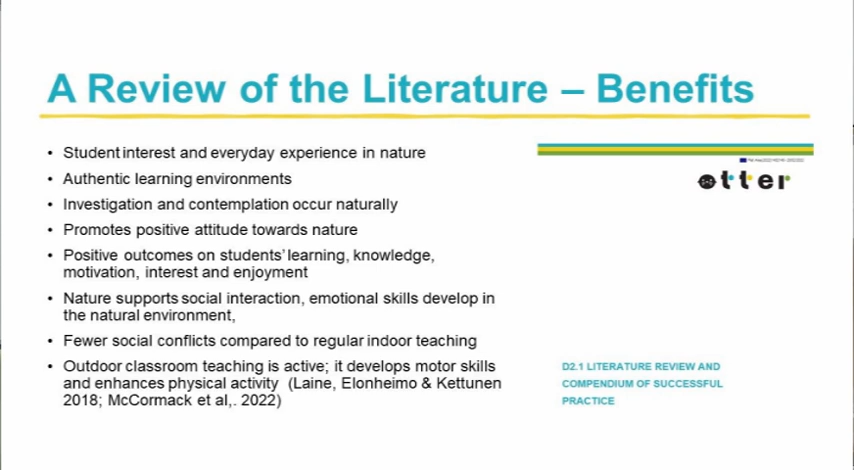 A Review of the Literature – Benefits
• Student interest and everyday experience in nature
• Authentic learning environments
• Investigation and contemplation occur naturally
• Promotes positive attitude towards nature
• Positive outcomes on students' learning, knowledge,
motivation, interest and enjoyment
• Nature supports social interaction, emotional skills develop in
the natural environment,
• Fewer social conflicts compared to regular indoor teaching
• Outdoor classroom teaching is active; it develops motor skills
and enhances physical activity (Laine, Elonheimo & Kettunen
2018; McCormack et al,. 2022)
otter
D2.1 LITERATURE REVIEW AND
COMPENDIUM OF SUCCESSFUL
PRACTICE